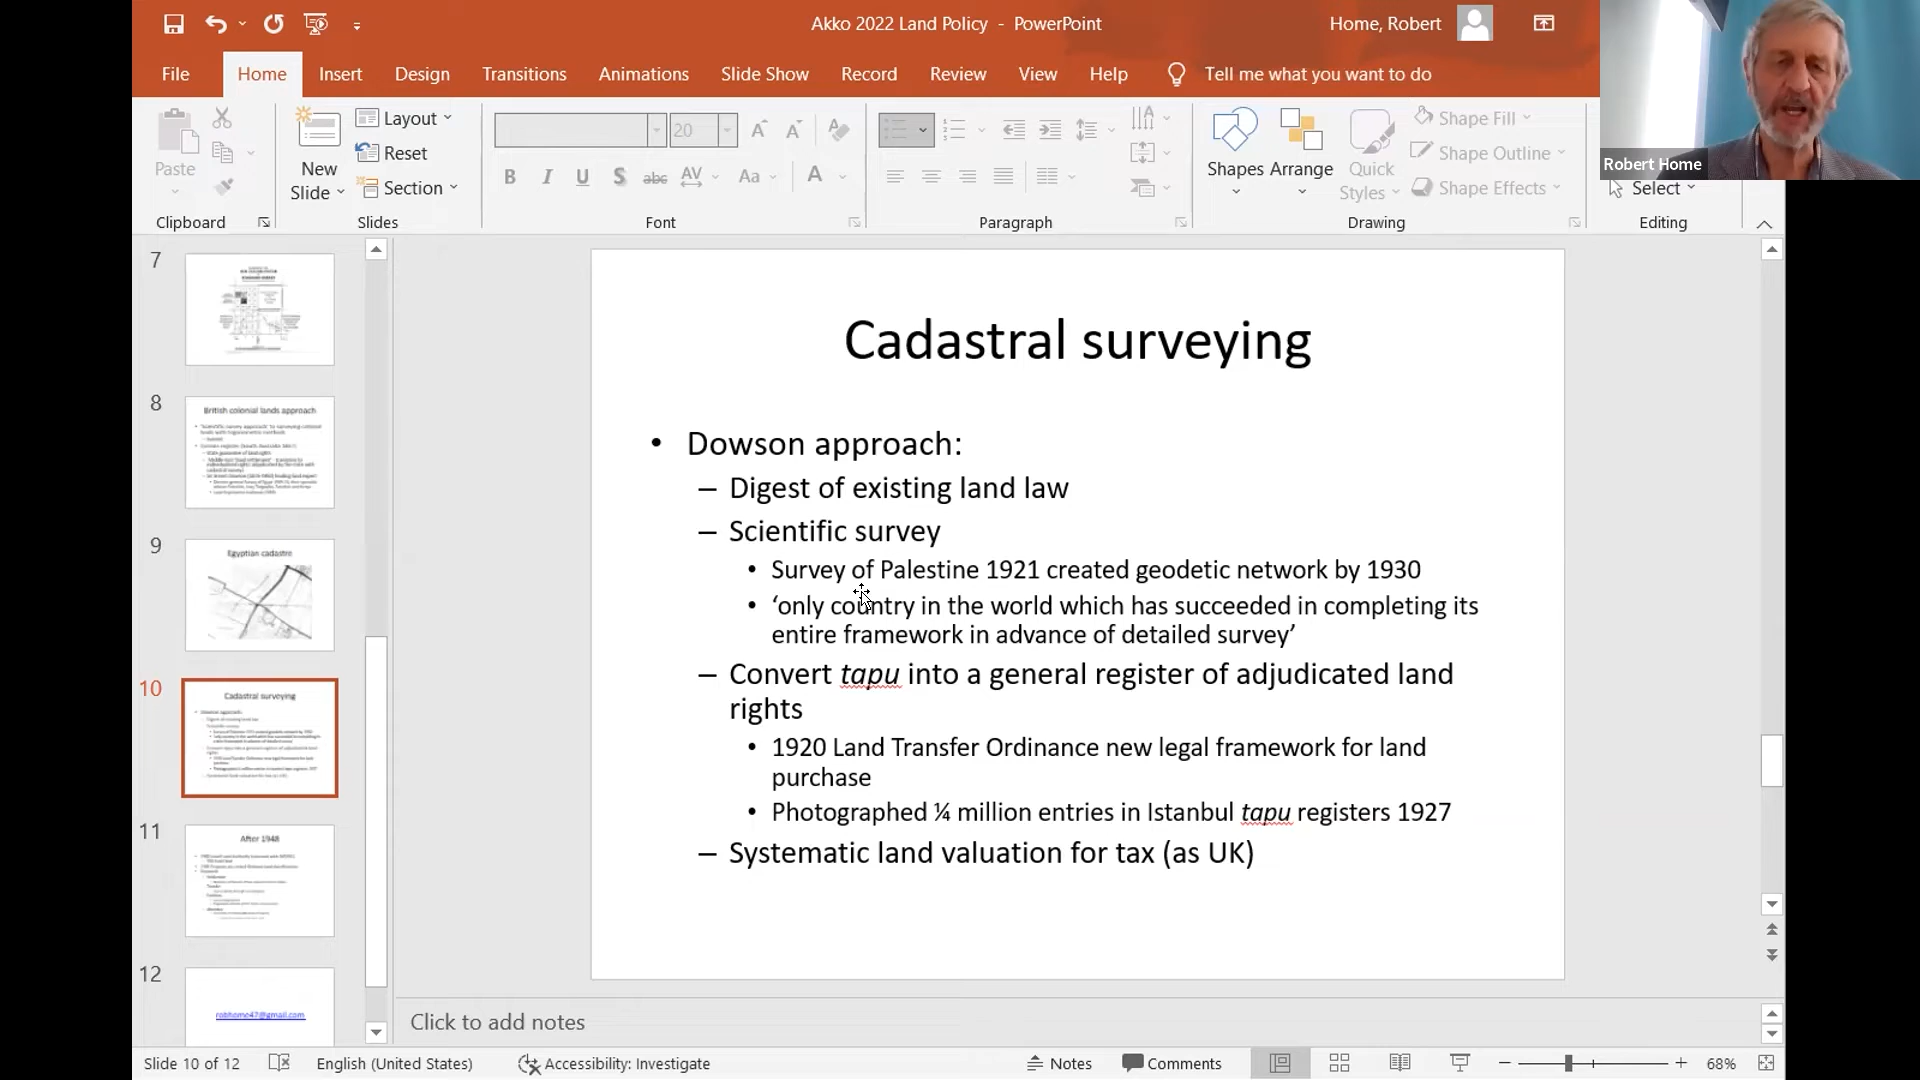 Akko 2022 Land Policy - PowerPoint
Home, Robert
File Home Insert Design Transitions Animations Slide Show Record Review View Help Tell me what you want to do
Robert Home
Paste
New
Slide
Layout
Reset
Section
20
B I U S abc AV Aa A
Shapes
Arrange
Quick
Styles
Shape Fill
Shape Outline
Shape Effects
Select
Clipboard
Slides
Font
Paragraph
Drawing
Editing
7
8
British colonial lands approach
9
Egyptian cadastre
10
Cadastral surveying
11
After 1948
12
robhome47@gmail.com
Cadastral surveying
• Dowson approach:
– Digest of existing land law
– Scientific survey
• Survey of Palestine 1921 created geodetic network by 1930
• ‘only country in the world which has succeeded in completing its
entire framework in advance of detailed survey’
– Convert tapu into a general register of adjudicated land
rights
• 1920 Land Transfer Ordinance new legal framework for land
purchase
• Photographed ¼ million entries in Istanbul tapu registers 1927
– Systematic land valuation for tax (as UK)
Click to add notes
Slide 10 of 12
English (United States)
Accessibility: Investigate
Notes
Comments
68%